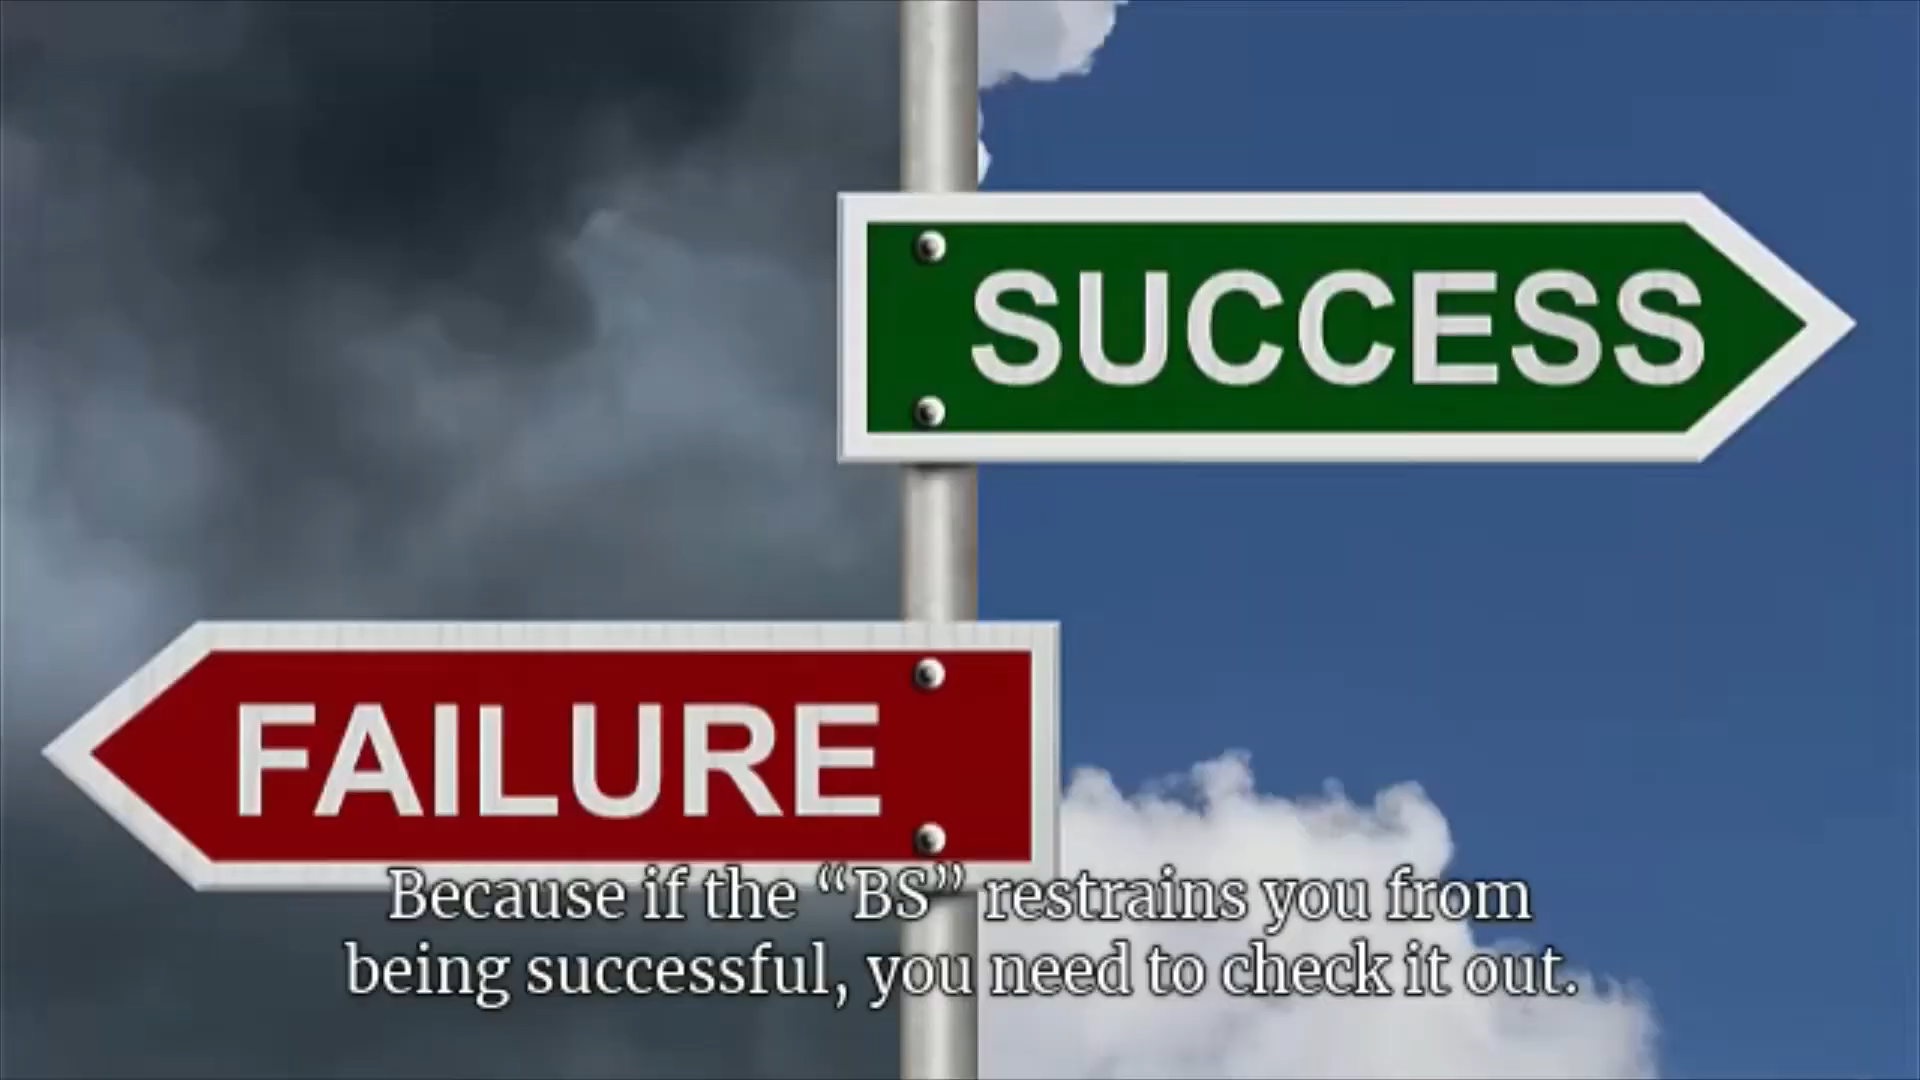 SUCCESS
FAILURE
Because if the “BS” restrains you from
being successful, you need to check it out.